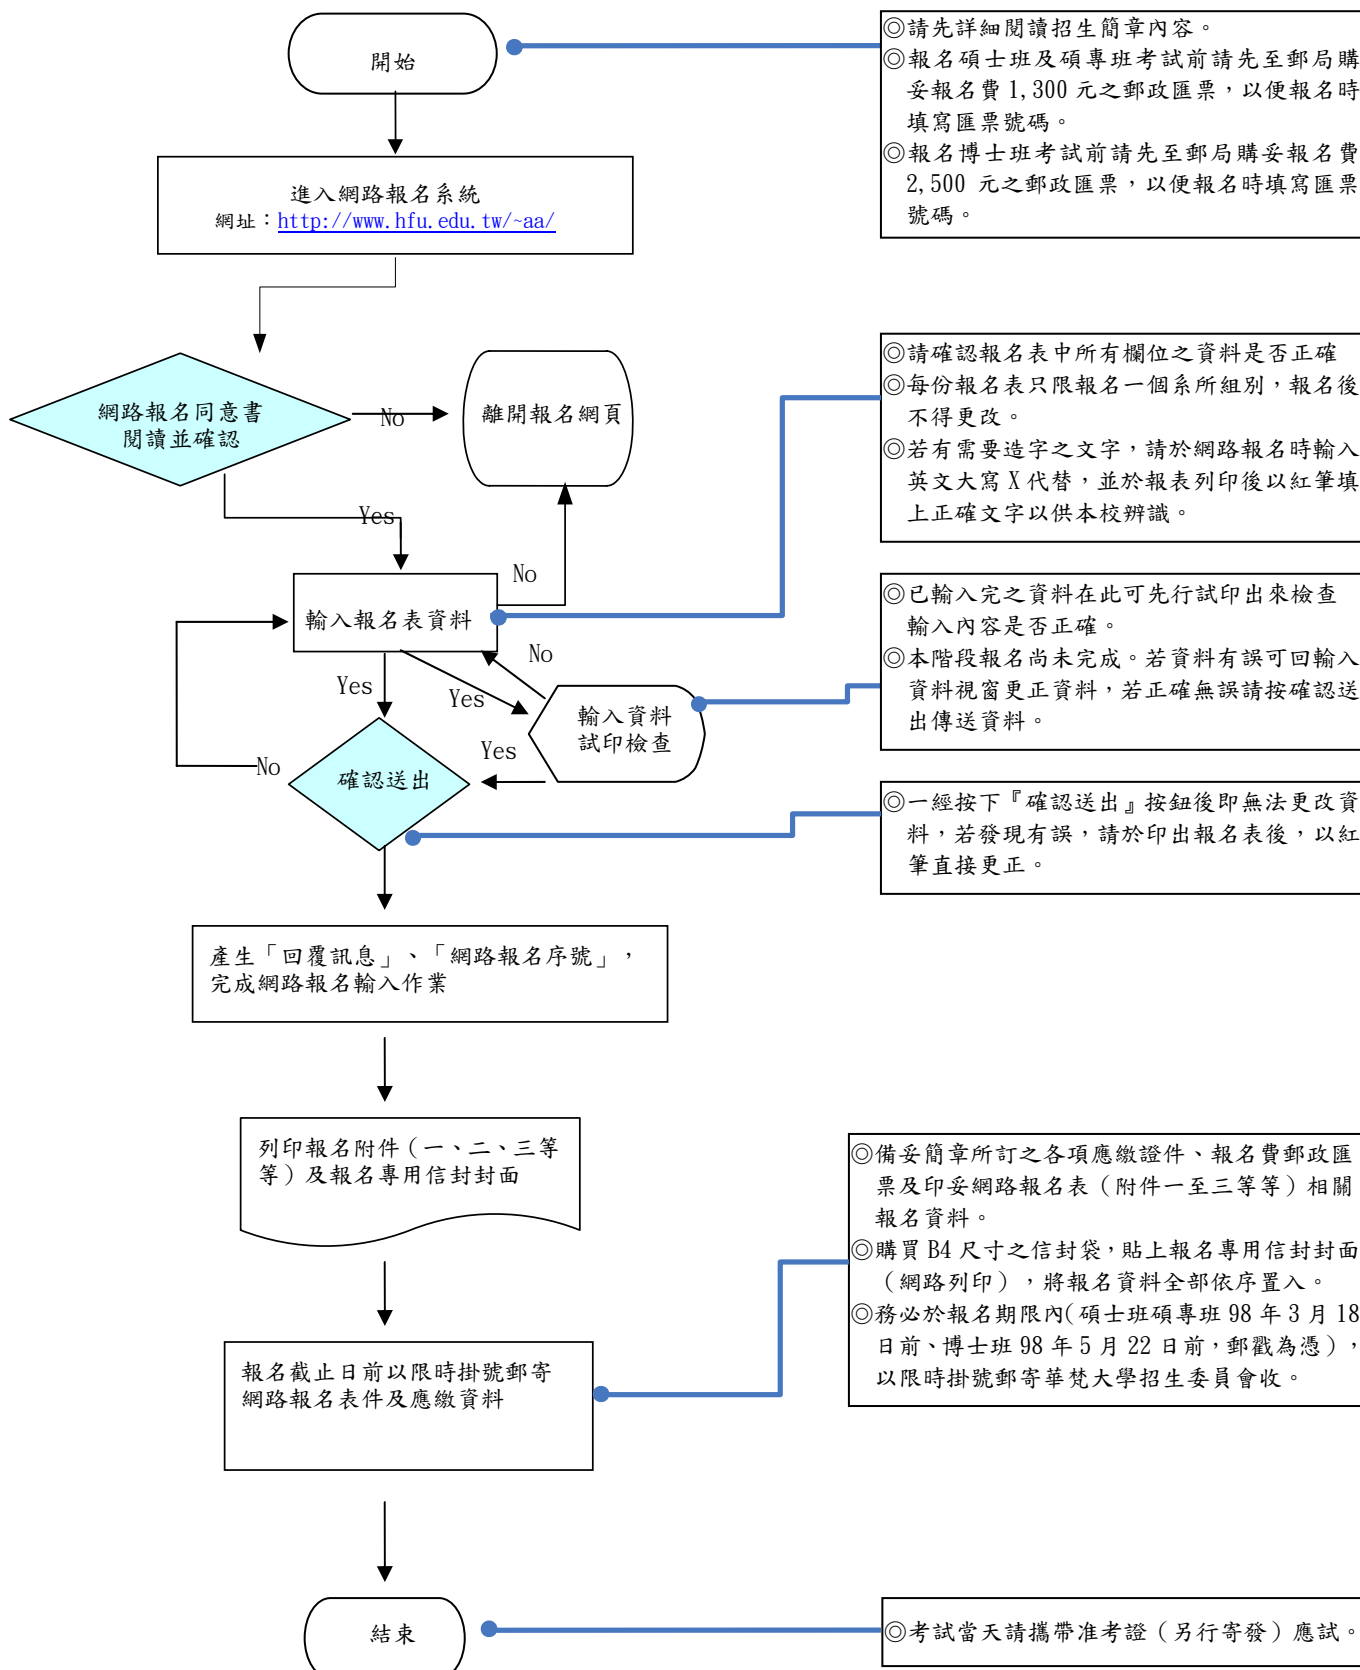 開始
◎請先詳細閱讀招生簡章內容。
◎報名碩士班及碩專班考試前請先至郵局購
妥報名費 1,300 元之郵政匯票，以便報名時
填寫匯票號碼。
◎報名博士班考試前請先至郵局購妥報名費
2,500 元之郵政匯票，以便報名時填寫匯票
號碼。
進入網路報名系統
網址：http://www.hfu.edu.tw/~aa/
網路報名同意書
閱讀並確認
No
離開報名網頁
◎請確認報名表中所有欄位之資料是否正確
◎每份報名表只限報名一個系所組別，報名後
不得更改。
◎若有需要造字之文字，請於網路報名時輸入
英文大寫 X 代替，並於報表列印後以紅筆填
上正確文字以供本校辨識。
Yes
No
輸入報名表資料
◎已輸入完之資料在此可先行試印出來檢查
輸入內容是否正確。
◎本階段報名尚未完成。若資料有誤可回輸入
資料視窗更正資料，若正確無誤請按確認送
出傳送資料。
No
Yes
Yes
輸入資料
試印檢查
Yes
No
確認送出
◎一經按下『確認送出』按鈕後即無法更改資
料，若發現有誤，請於印出報名表後，以紅
筆直接更正。
產生「回覆訊息」、「網路報名序號」，
完成網路報名輸入作業
列印報名附件（一、二、三等
等）及報名專用信封封面
◎備妥簡章所訂之各項應繳證件、報名費郵政匯
票及印妥網路報名表（附件一至三等等）相關
報名資料。
◎購買 B4 尺寸之信封袋，貼上報名專用信封封面
（網路列印），將報名資料全部依序置入。
◎務必於報名期限內（碩士班碩專班 98 年 3 月 18
日前、博士班 98 年 5 月 22 日前，郵戳為憑），
以限時掛號郵寄華梵大學招生委員會收。
報名截止日前以限時掛號郵寄
網路報名表件及應繳資料
結束
◎考試當天請攜帶准考證（另行寄發）應試。